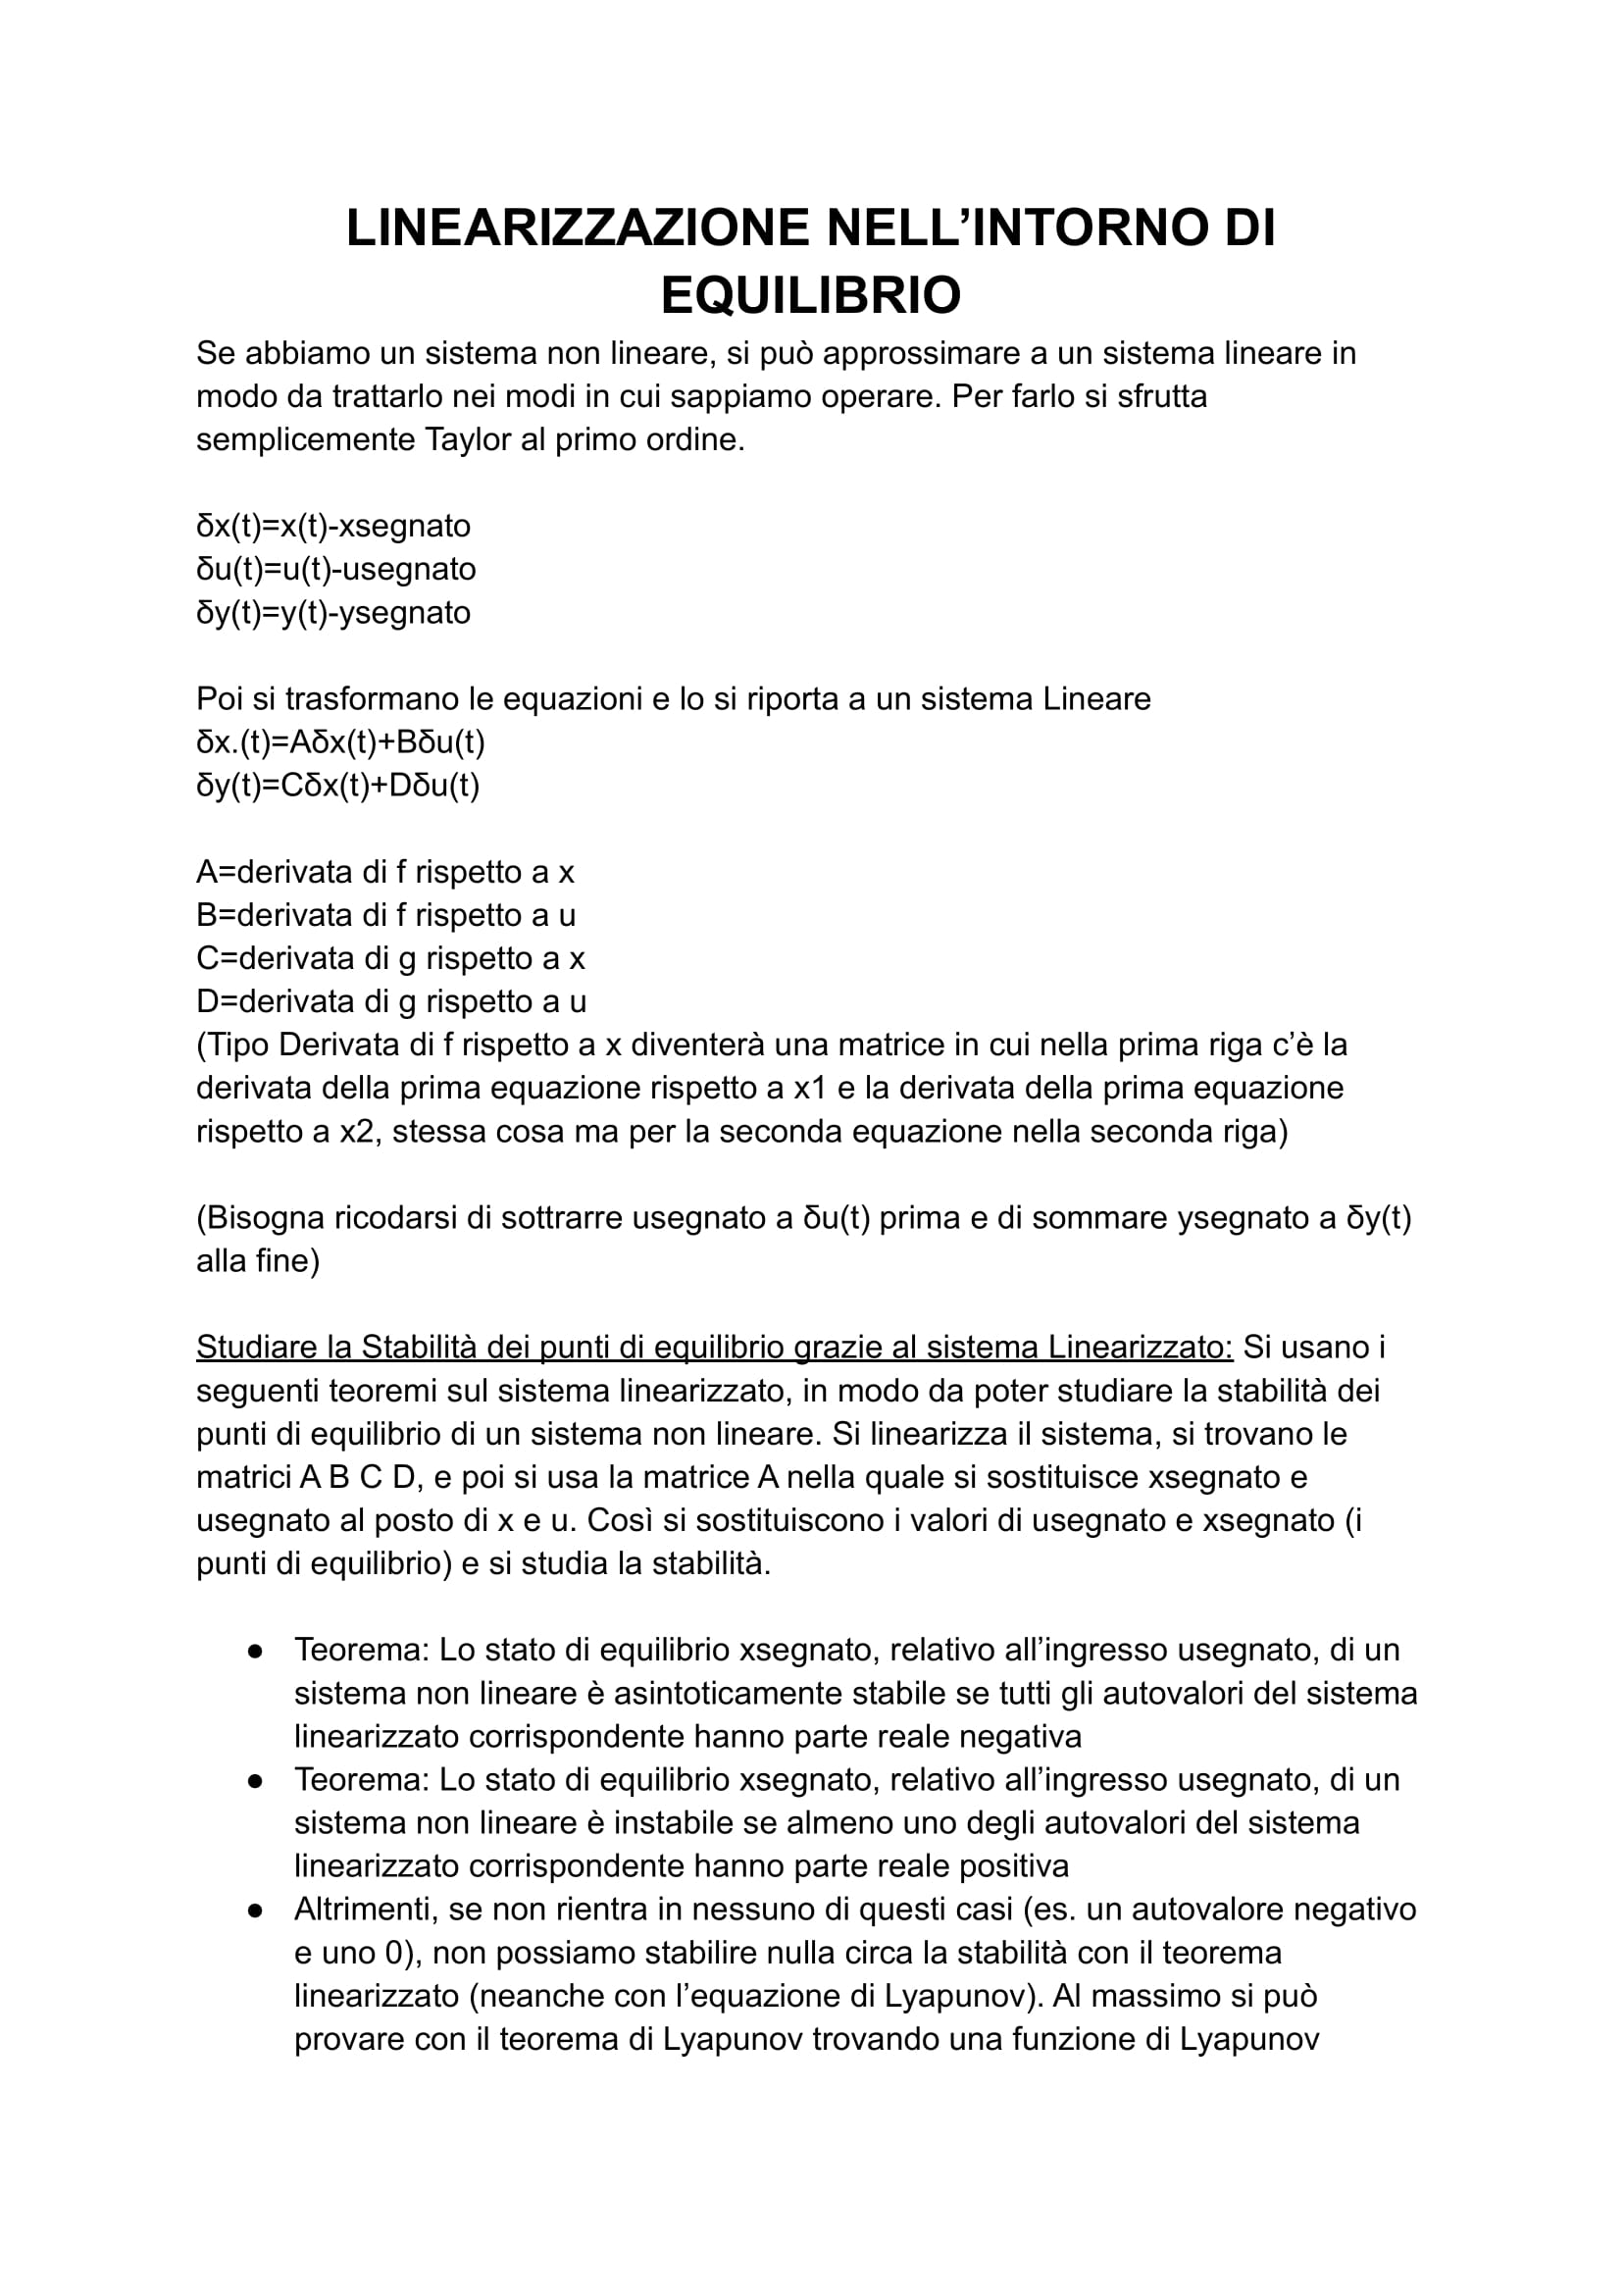 LINEARIZZAZIONE NELL’INTORNO DI
EQUILIBRIO
Se abbiamo un sistema non lineare, si può approssimare a un sistema lineare in
modo da trattarlo nei modi in cui sappiamo operare. Per farlo si sfrutta
semplicemente Taylor al primo ordine.
δx(t)=x(t)-xsegnato
δu(t)=u(t)-usegnato
δy(t)=y(t)-ysegnato
Poi si trasformano le equazioni e lo si riporta a un sistema Lineare
δx.(t)=Aδx(t)+Bδu(t)
δy(t)=Cδx(t)+Dδu(t)
A=derivata di f rispetto a x
B=derivata di f rispetto a u
C=derivata di g rispetto a x
D=derivata di g rispetto a u
(Tipo Derivata di f rispetto a x diventerà una matrice in cui nella prima riga c’è la
derivata della prima equazione rispetto a x1 e la derivata della prima equazione
rispetto a x2, stessa cosa ma per la seconda equazione nella seconda riga)
(Bisogna ricodarsi di sottrarre usegnato a δu(t) prima e di sommare ysegnato a δy(t)
alla fine)
Studiare la Stabilità dei punti di equilibrio grazie al sistema Linearizzato: Si usano i
seguenti teoremi sul sistema linearizzato, in modo da poter studiare la stabilità dei
punti di equilibrio di un sistema non lineare. Si linearizza il sistema, si trovano le
matrici A B C D, e poi si usa la matrice A nella quale si sostituisce xsegnato e
usegnato al posto di x e u. Così si sostituiscono i valori di usegnato e xsegnato (i
punti di equilibrio) e si studia la stabilità.
● Teorema: Lo stato di equilibrio xsegnato, relativo all’ingresso usegnato, di un
sistema non lineare è asintoticamente stabile se tutti gli autovalori del sistema
linearizzato corrispondente hanno parte reale negativa
● Teorema: Lo stato di equilibrio xsegnato, relativo all’ingresso usegnato, di un
sistema non lineare è instabile se almeno uno degli autovalori del sistema
linearizzato corrispondente hanno parte reale positiva
● Altrimenti, se non rientra in nessuno di questi casi (es. un autovalore negativo
e uno 0), non possiamo stabilire nulla circa la stabilità con il teorema
linearizzato (neanche con l’equazione di Lyapunov). Al massimo si può
provare con il teorema di Lyapunov trovando una funzione di Lyapunov